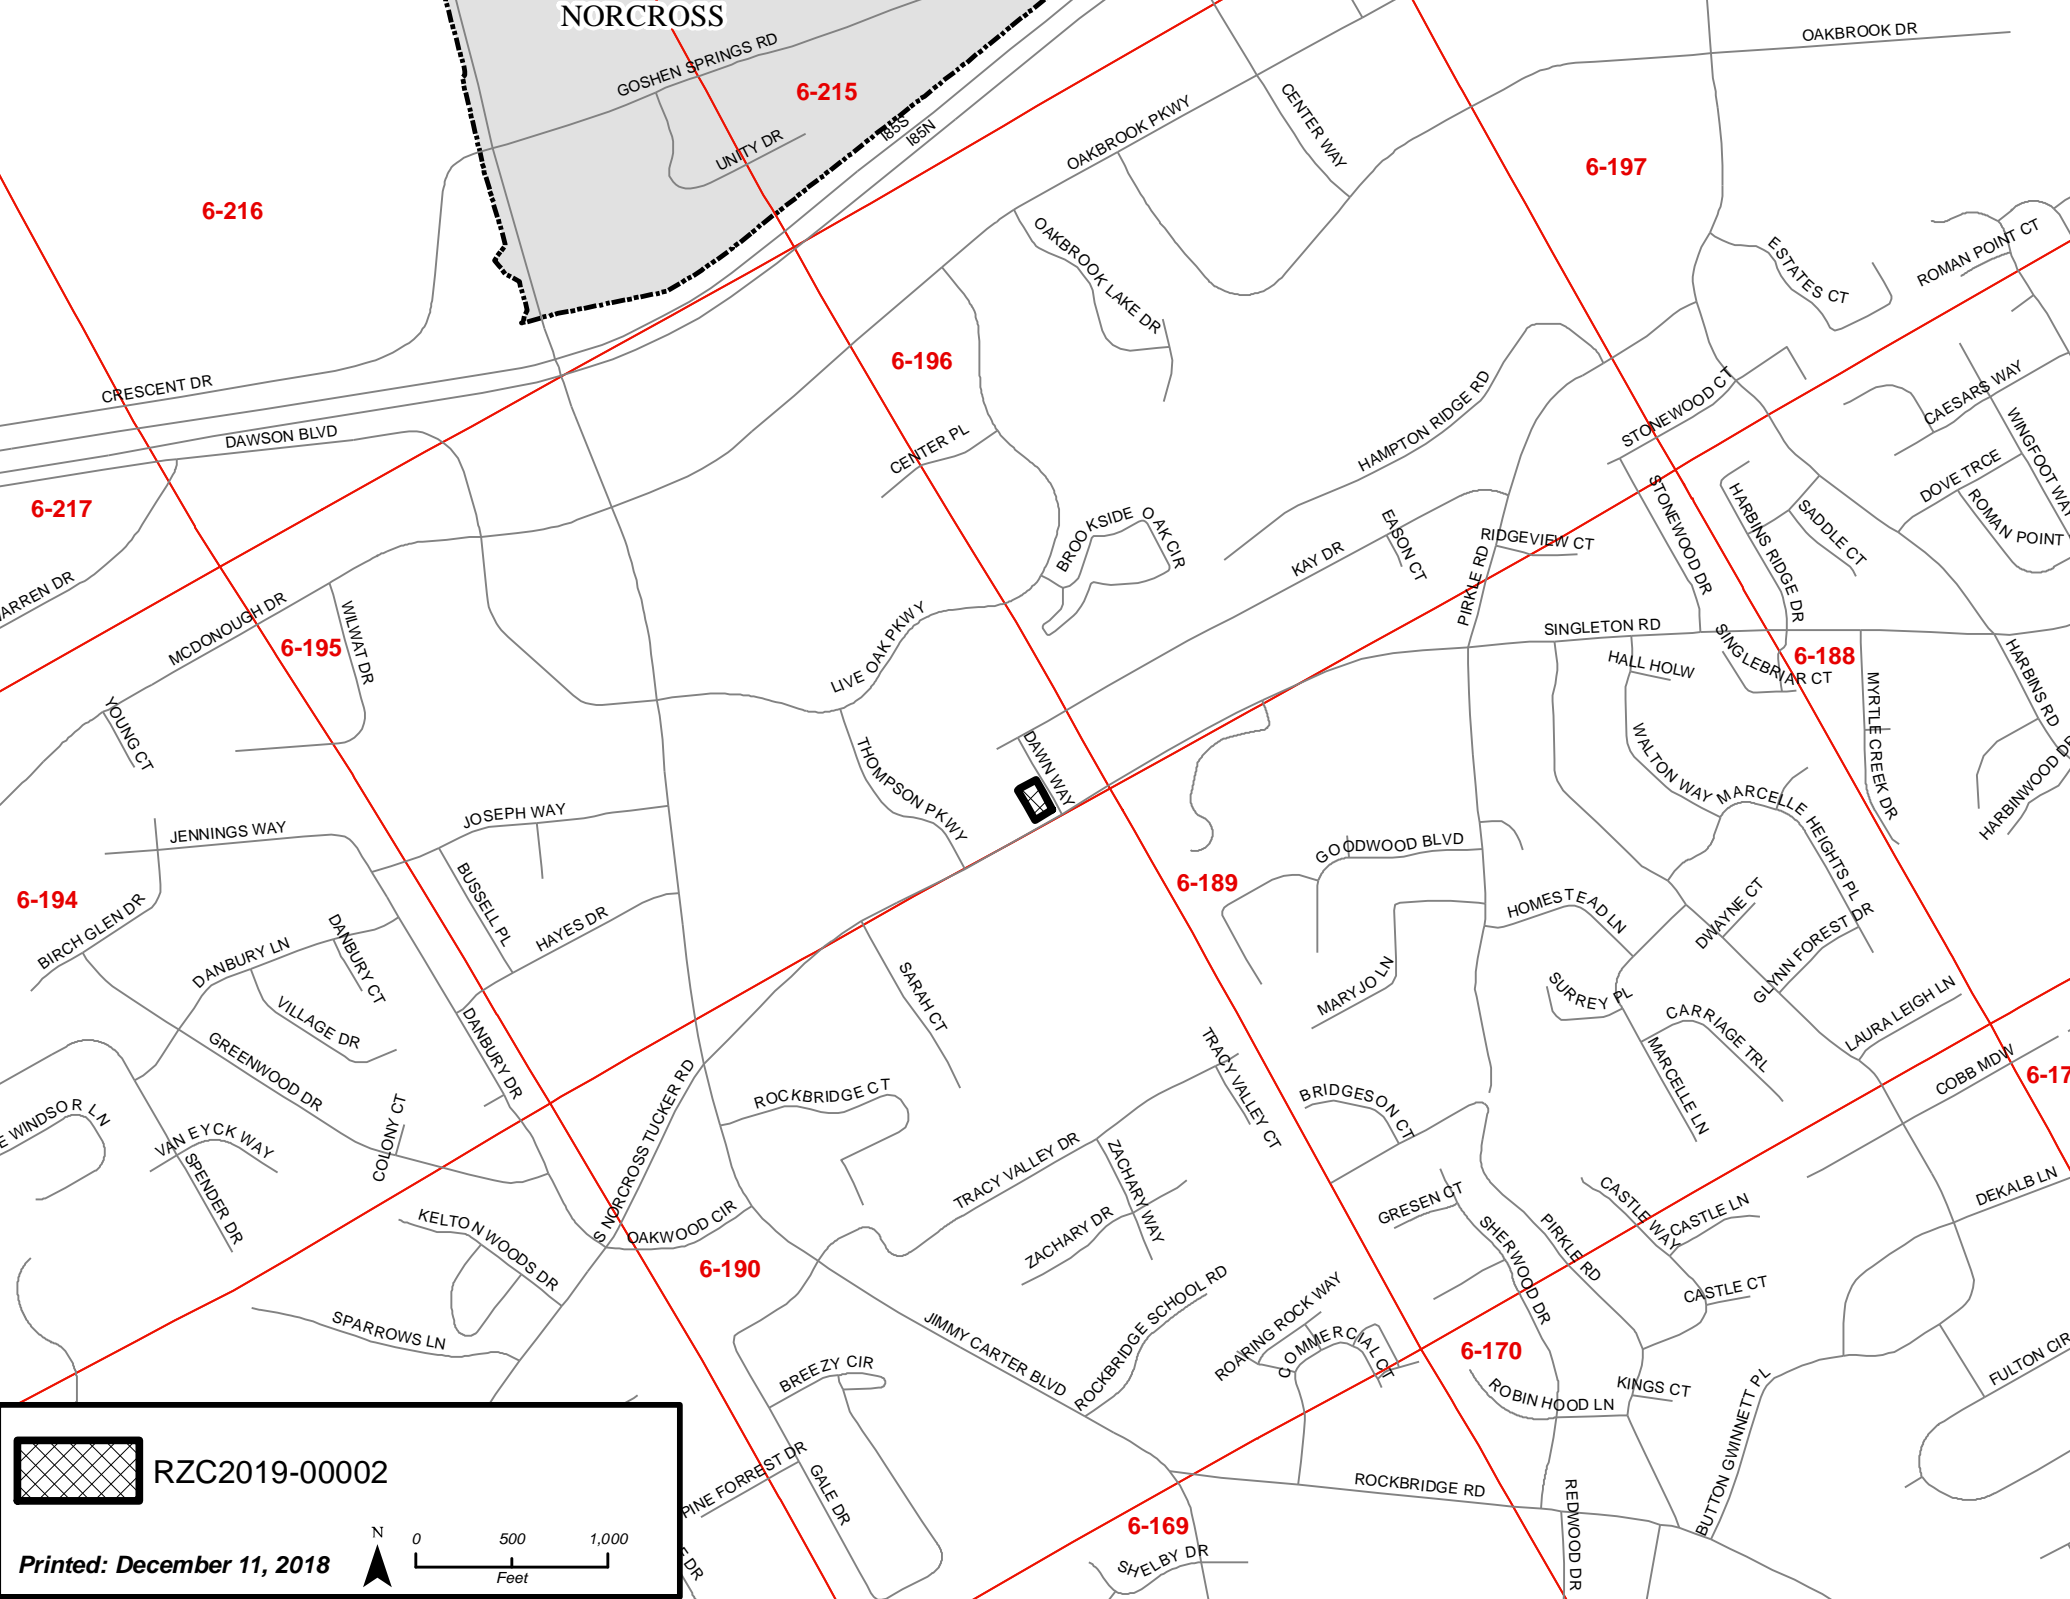 NORCROSS
GOSHEN SPRINGS RD
6-215
UNITY DR
I85S
I85N
OAKBROOK PKWY
CENTER WAY
OAKBROOK DR
6-197
6-216
OAKBROOK LAKE DR
ESTATES CT
ROMAN POINT CT
CRESCENT DR
DAWSON BLVD
6-196
CENTER PL
HAMPTON RIDGE RD
STONEWOOD CT
CAESARS WAY
WINGFOOT WAY
DOVE TRCE
ROMAN POINT
6-217
BROOKSIDE OAK CIR
KAY DR
EASON CT
RIDGEVIEW CT
PIRKLE RD
STONEWOOD DR
HARBINS RIDGE DR
SADDLE CT
ARREN DR
MCDONOUGH DR
WILWAT DR
6-195
LIVE OAK PKWY
SINGLETON RD
HALL HOLW
SINGLEBRIAR CT
6-188
MYRTLE CREEK DR
HARBINS RD
HARBINWOOD DR
YOUNG CT
THOMPSON PKWY
DAWN WAY
WALTON WAY
MARCELLE HEIGHTS PL
JENNINGS WAY
JOSEPH WAY
BUSSELL PL
HAYES DR
6-194
BIRCH GLEN DR
DANBURY LN
DANBURY CT
VILLAGE DR
GREENWOOD DR
DANBURY DR
6-189
GOODWOOD BLVD
HOMESTEAD LN
DWAYNE CT
GLYNN FOREST DR
MARYJO LN
SURREY PL
CARRIAGE TRL
MARCELLE LN
LAURA LEIGH LN
COBB MDW
6-17
SARAH CT
TRACY VALLEY CT
BRIDGESON CT
ROCKBRIDGE CT
S NORCROSS TUCKER RD
E WINDSOR LN
VAN EYCK WAY
SPENDER DR
COLONY CT
KELTON WOODS DR
OAKWOOD CIR
6-190
TRACY VALLEY DR
ZACHARY WAY
ZACHARY DR
GRESEN CT
SHERWOOD DR
PIRKLE RD
CASTLE WAY
CASTLE LN
CASTLE CT
DEKALB LN
SPARROWS LN
JIMMY CARTER BLVD
ROCKBRIDGE SCHOOL RD
ROARING ROCK WAY
COMMERCIAL CT
6-170
ROBIN HOOD LN
KINGS CT
BUTTON GWINNETT PL
FULTON CIR
BREEZY CIR
PINE FORREST DR
GALE DR
ROCKBRIDGE RD
REDWOOD DR
6-169
SHELBY DR
E DR
RZC2019-00002
Printed: December 11, 2018
N
0 500 1,000
Feet